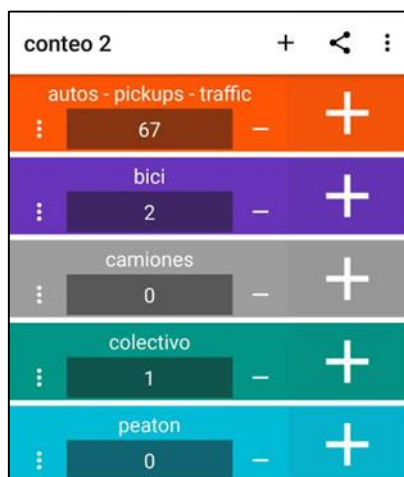 conteo 2
autos - pickups - traffic
67
bici
2
camiones
0
colectivo
1
peaton
0